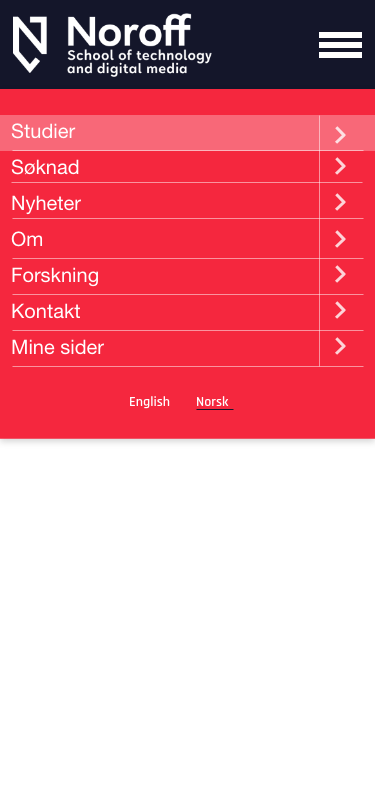 Noroff
School of technology
and digital media
Studier
Søknad
Nyheter
Om
Forskning
Kontakt
Mine sider
English Norsk